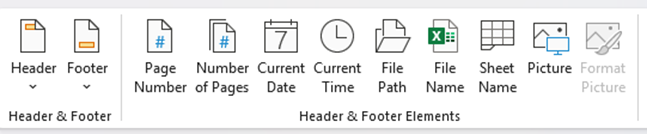 Header Footer Page Number Current Current File File Sheet Picture Format
Number of Pages Date Time Path Name Name Picture
Header & Footer Header & Footer Elements